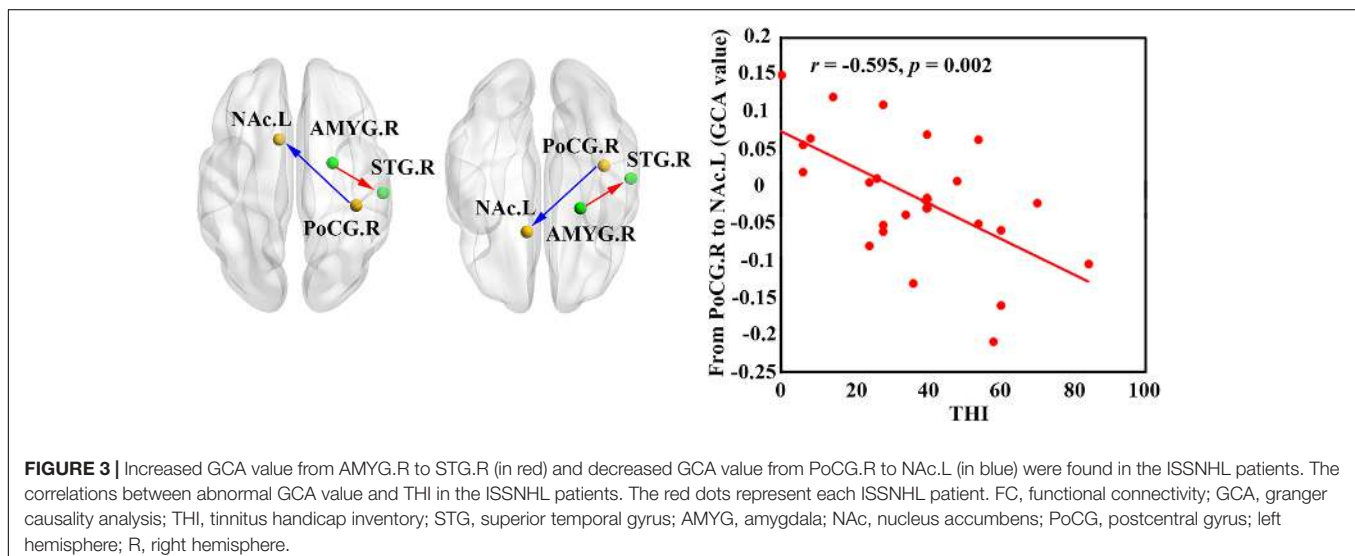 NAc.L
AMYG.R
STG.R
PoCG.R
PoCG.R
STG.R
NAc.L
AMYG.R
r = -0.595, p = 0.002
From PoCG.R to NAc.L (GCA value)
0.2
0.15
0.1
0.05
0
-0.05
-0.1
-0.15
-0.2
-0.25
0 20 40 60 80 100
THI
FIGURE 3 | Increased GCA value from AMYG.R to STG.R (in red) and decreased GCA value from PoCG.R to NAc.L (in blue) were found in the ISSNHL patients. The
correlations between abnormal GCA value and THI in the ISSNHL patients. The red dots represent each ISSNHL patient. FC, functional connectivity; GCA, granger
causality analysis; THI, tinnitus handicap inventory; STG, superior temporal gyrus; AMYG, amygdala; NAc, nucleus accumbens; PoCG, postcentral gyrus; left
hemisphere; R, right hemisphere.